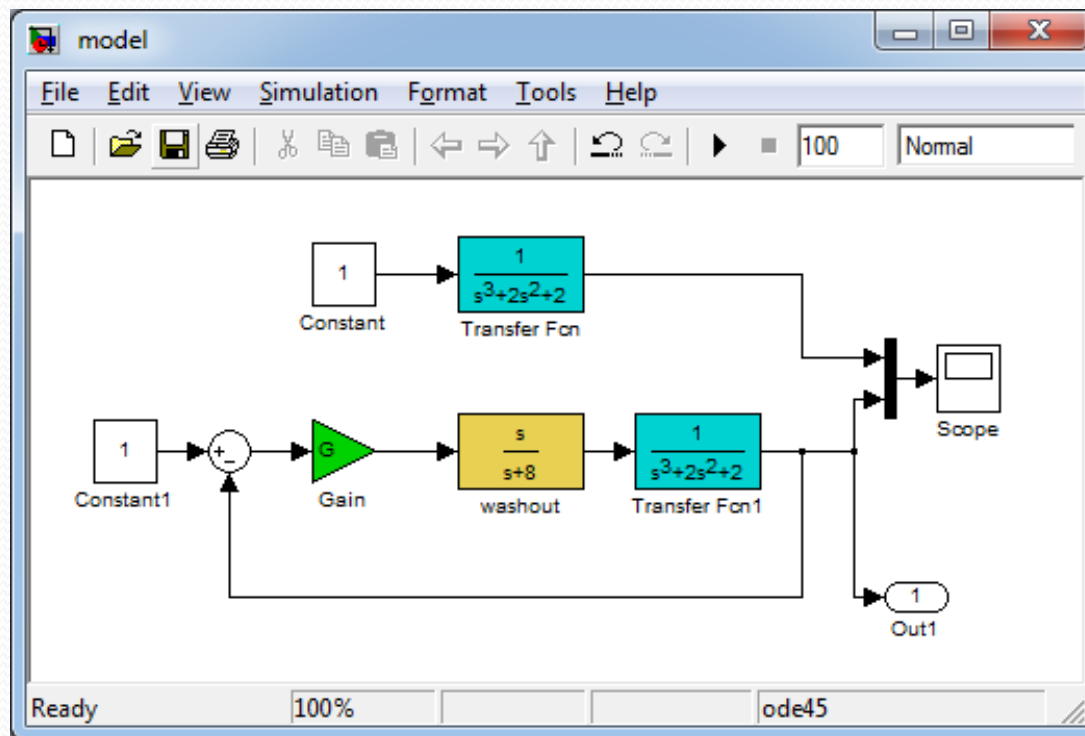 model
File Edit View Simulation Format Tools Help
100 Normal
1
Constant
1
s³+2s²+2
Transfer Fcn
Scope
1
Constant1
+
-
G
Gain
s
s+8
washout
1
s³+2s²+2
Transfer Fcn1
1
Out1
Ready 100% ode45